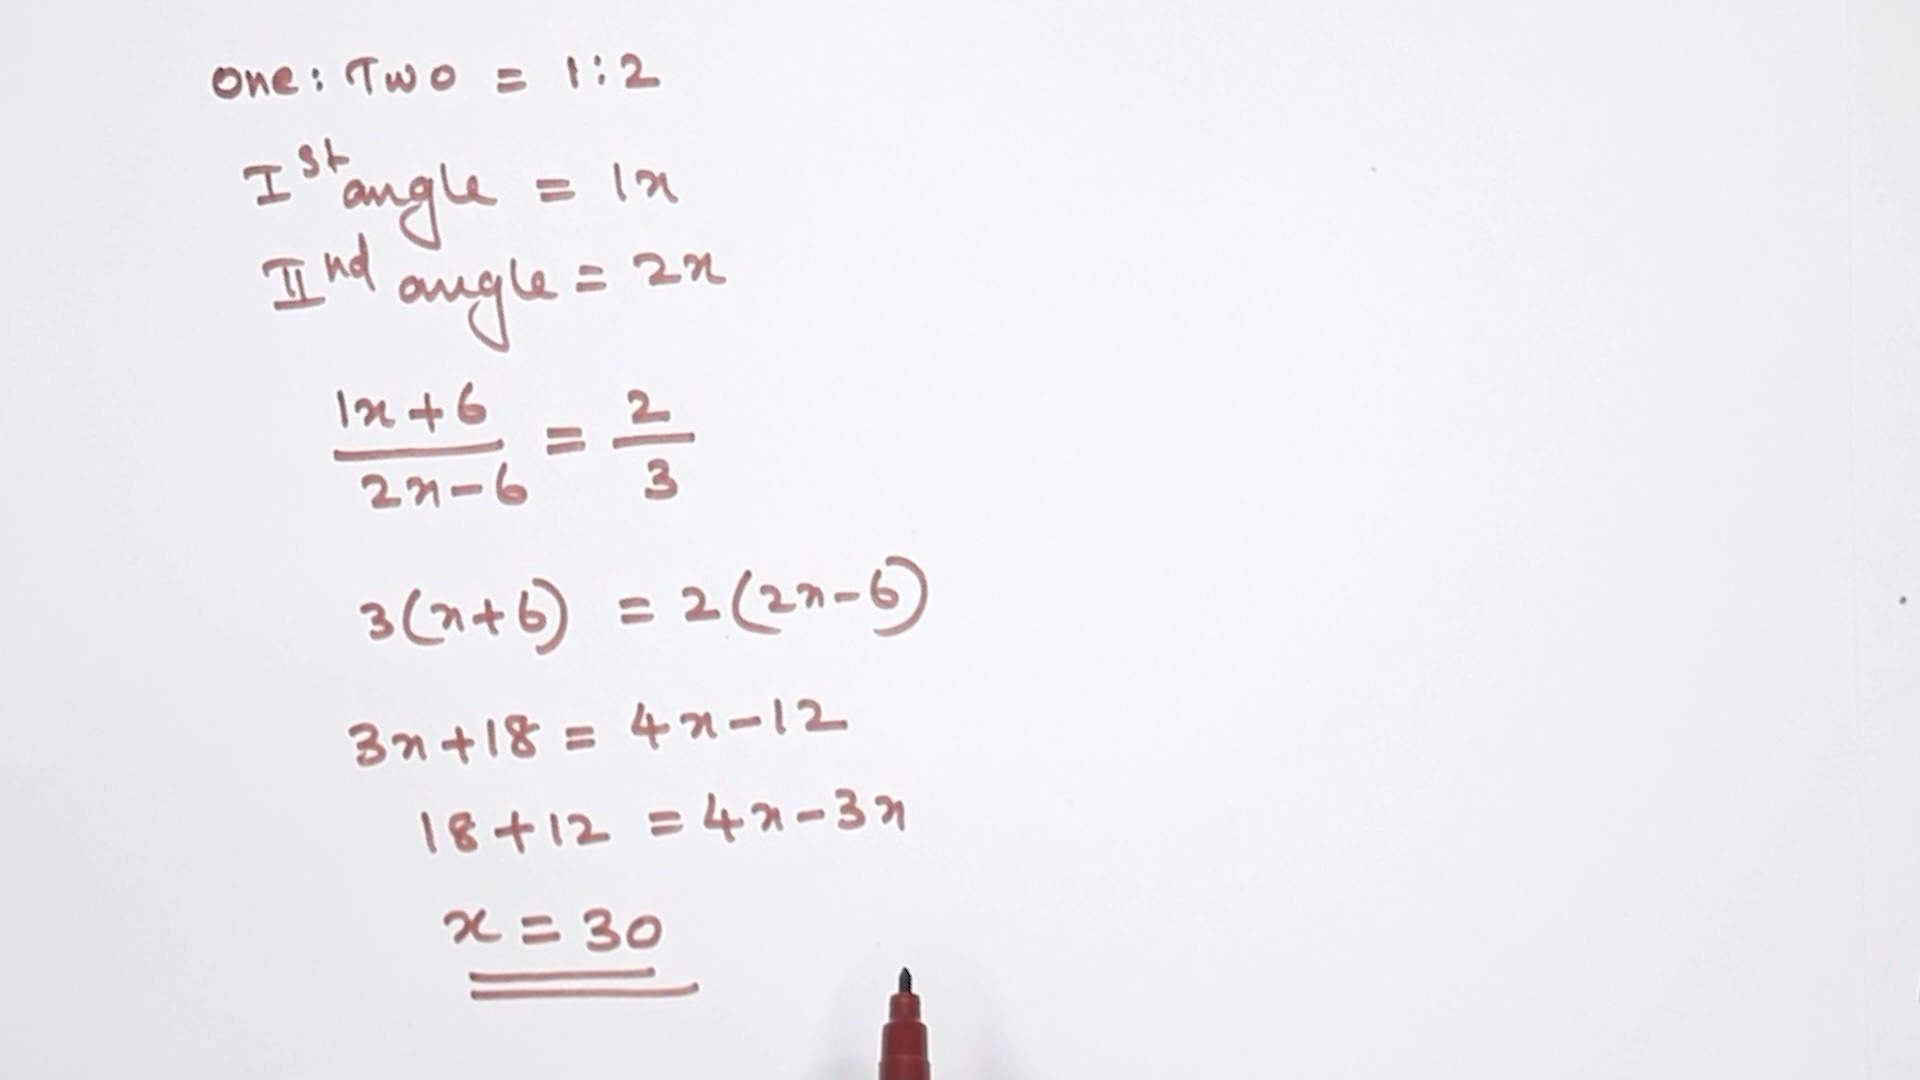 one: Two = 1:2
Ist angle = 1x
IInd angle = 2x
1x+6 / 2x-6 = 2 / 3
3(x+6) = 2(2x-6)
3x+18 = 4x-12
18+12 = 4x-3x
x = 30